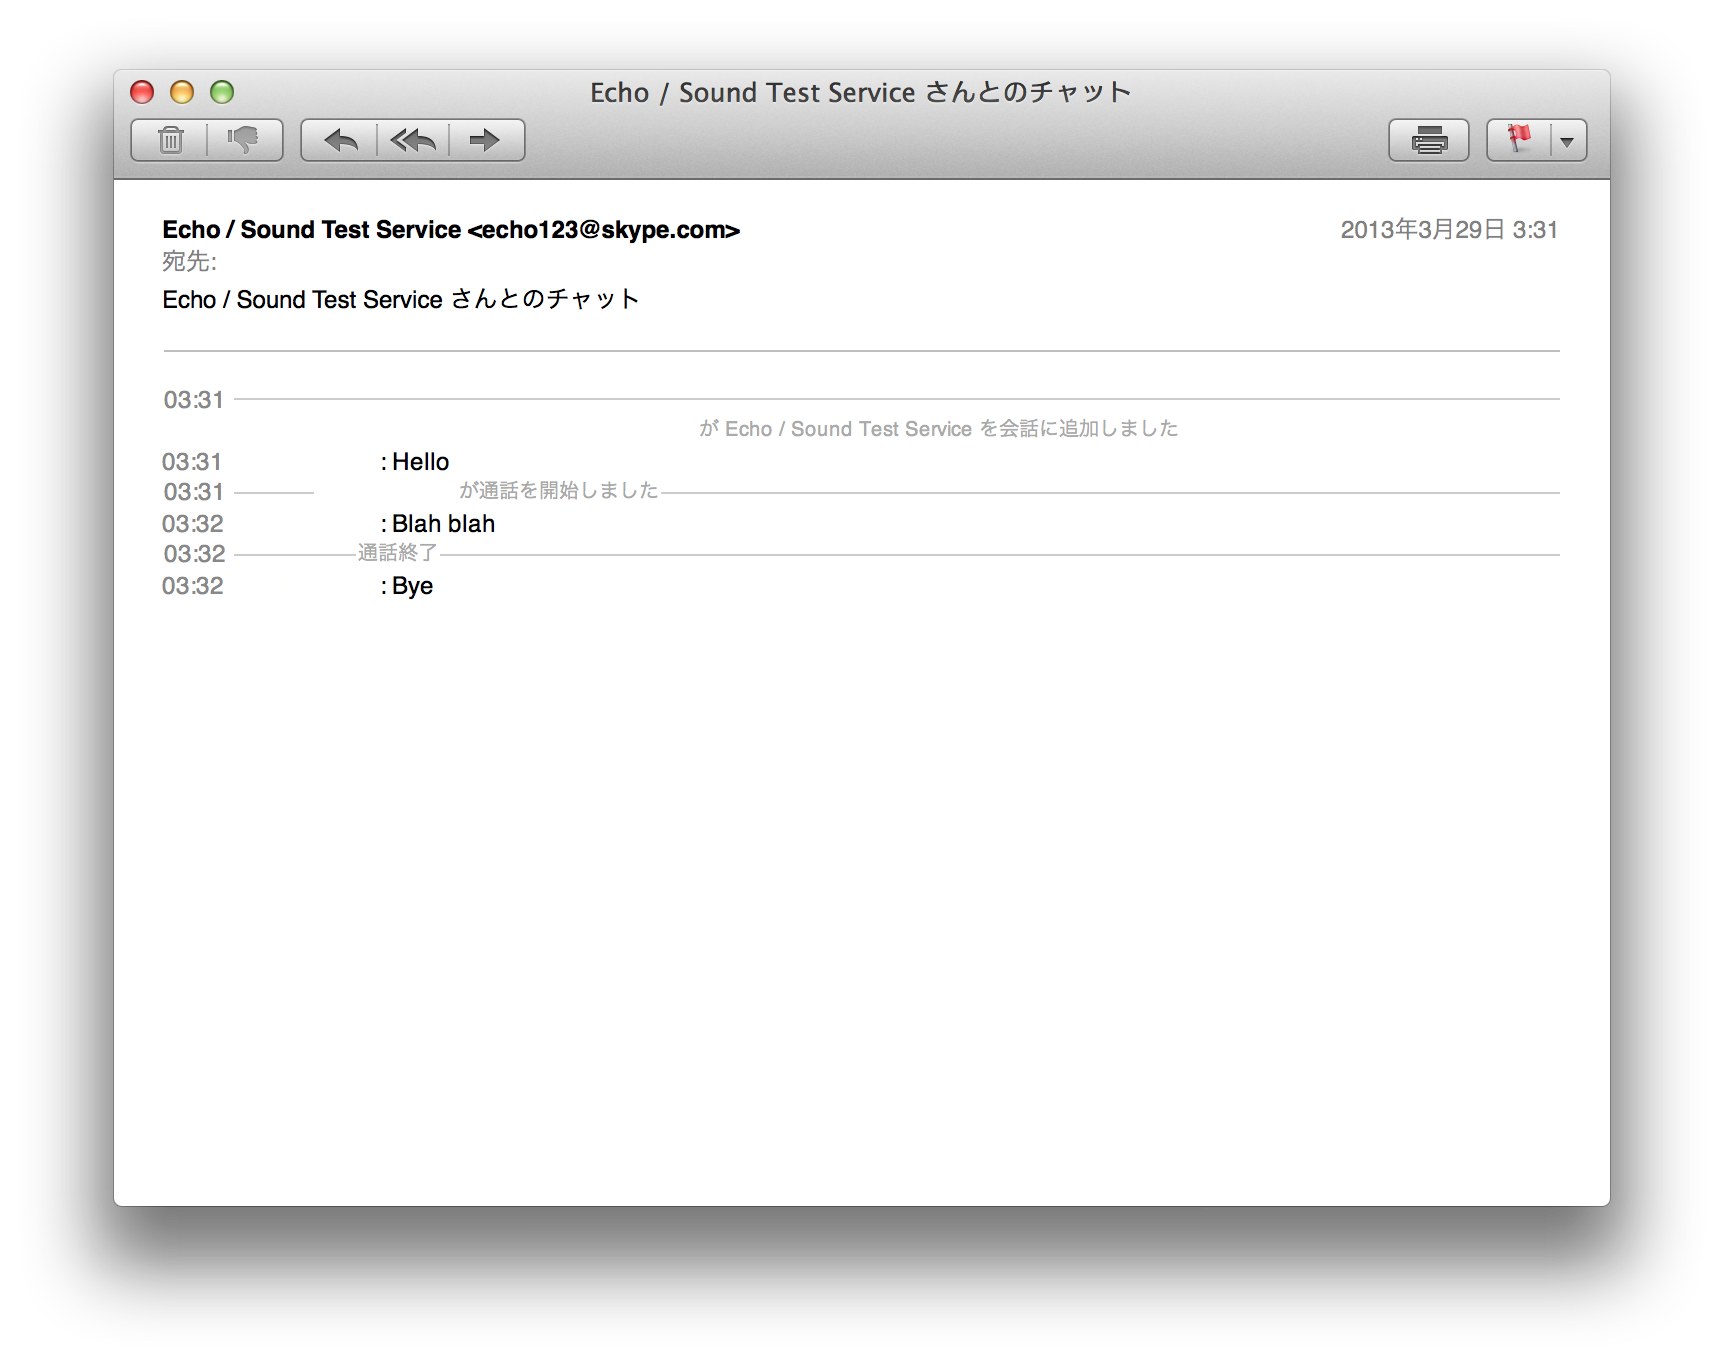 Echo / Sound Test Service さんとのチャット
Echo / Sound Test Service <echo123@skype.com> 2013年3月29日 3:31
宛先:
Echo / Sound Test Service さんとのチャット
03:31
が Echo / Sound Test Service を会話に追加しました
03:31 : Hello
03:31 が通話を開始しました
03:32 : Blah blah
03:32 通話終了
03:32 : Bye